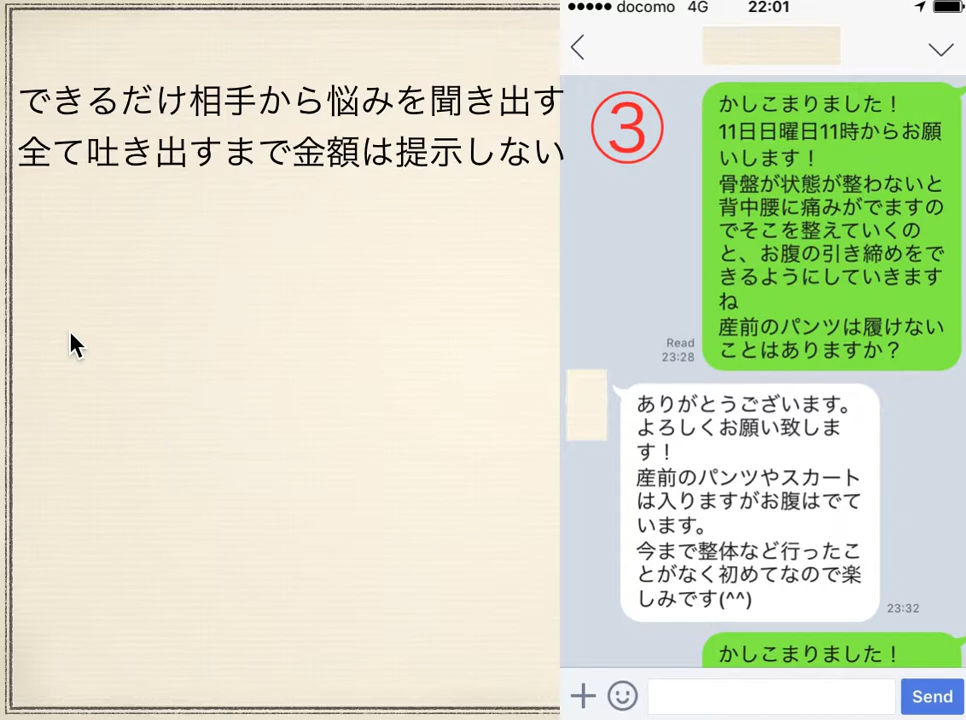 できるだけ相手から悩みを聞き出す
全て吐き出すまで金額は提示しない
●●●●● docomo 4G 22:01
③
かしこまりました！
11日日曜日11時からお願
いします！
骨盤が状態が整わないと
背中腰に痛みがでますの
でそこを整えていくの
と、お腹の引き締めをで
きるようにしていきます
ね
産前のパンツは履けない
ことはありますか？
Read
23:28
ありがとうございます。
よろしくお願い致しま
す！
産前のパンツやスカート
は入りますがお腹はでて
います。
今まで整体など行ったこ
とがなく初めてなので楽
しみです(^^)
23:32
かしこまりました！
Send